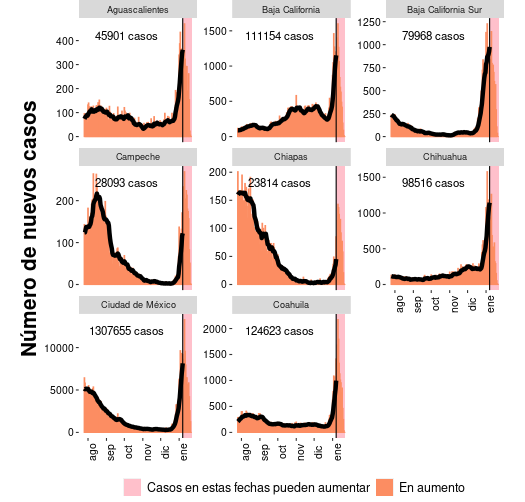 Aguascalientes Baja California Baja California Sur
45901 casos 111154 casos 79968 casos
400 300 200 100 0
1500 1000 500 0
1250 1000 750 500 250 0
Campeche Chiapas Chihuahua
28093 casos 23814 casos 98516 casos
200 100 0
200 150 100 50 0
1500 1000 500 0
ago sep oct nov dic ene
Ciudad de México Coahuila
1307655 casos 124623 casos
10000 5000 0
2000 1500 1000 500 0
ago sep oct nov dic ene
ago sep oct nov dic ene
Número de nuevos casos
Casos en estas fechas pueden aumentar En aumento